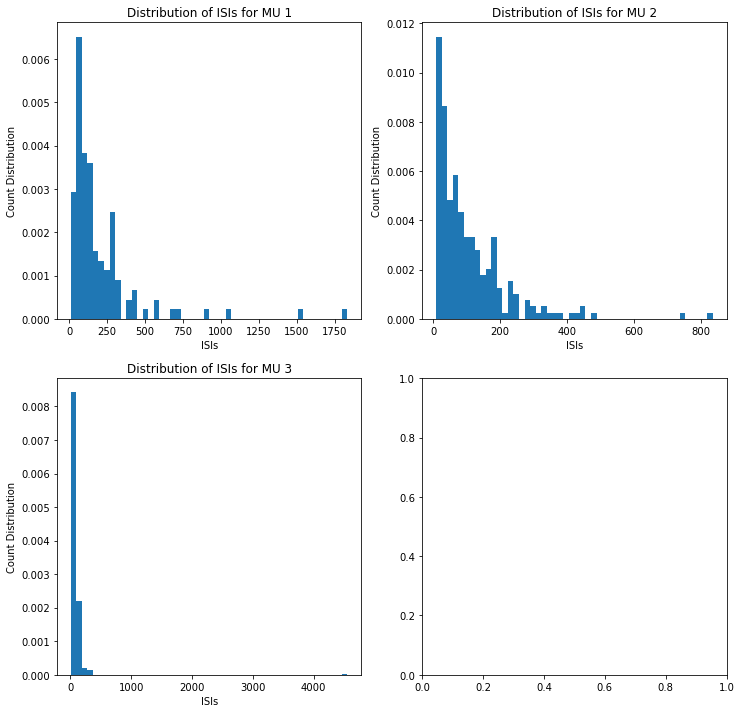 Distribution of ISIs for MU 1
Count Distribution
0.006
0.005
0.004
0.003
0.002
0.001
0.000
0 250 500 750 1000 1250 1500 1750
ISIs
Distribution of ISIs for MU 2
Count Distribution
0.012
0.010
0.008
0.006
0.004
0.002
0.000
0 200 400 600 800
ISIs
Distribution of ISIs for MU 3
Count Distribution
0.008
0.007
0.006
0.005
0.004
0.003
0.002
0.001
0.000
0 1000 2000 3000 4000
ISIs
1.0
0.8
0.6
0.4
0.2
0.0
0.0 0.2 0.4 0.6 0.8 1.0